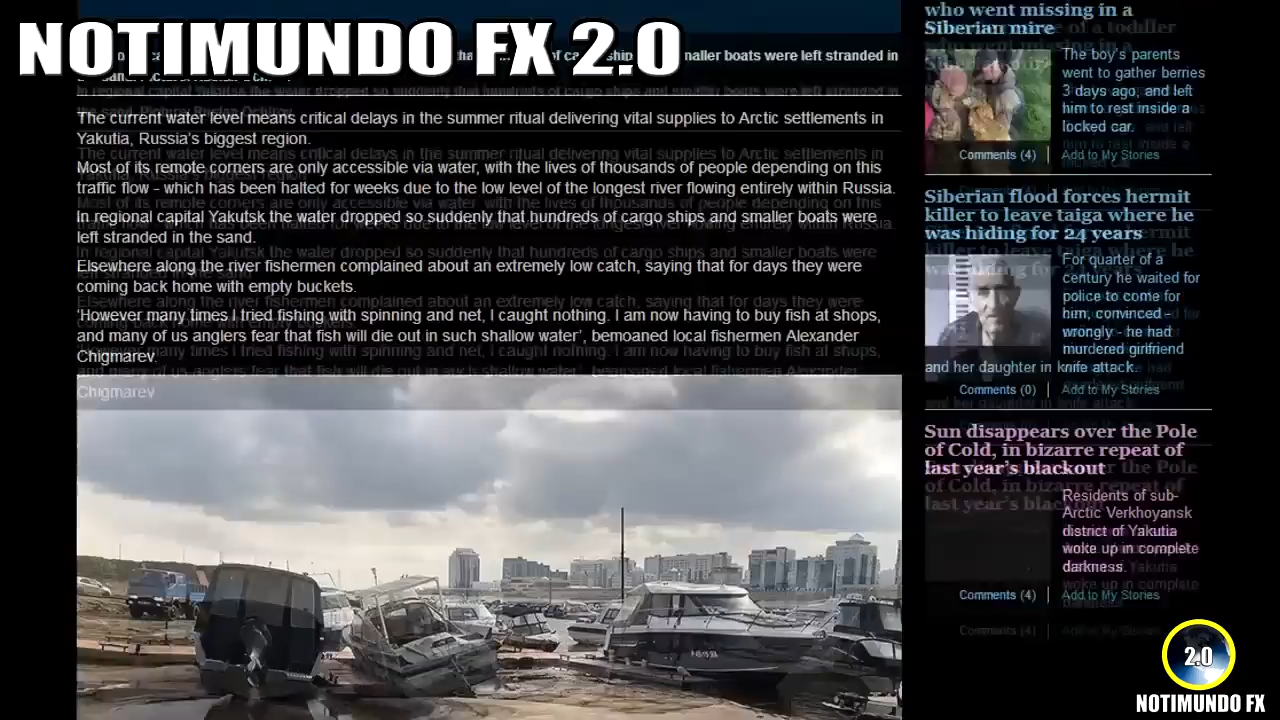 NOTIMUNDO FX 2.0
naller boats were left stranded in
The current water level means critical delays in the summer ritual delivering vital supplies to Arctic settlements in
Yakutia, Russia's biggest region.
Most of its remote corners are only accessible via water, with the lives of thousands of people depending on this
traffic flow - which has been halted for weeks due to the low level of the longest river flowing entirely within Russia.
In regional capital Yakutsk the water dropped so suddenly that hundreds of cargo ships and smaller boats were
left stranded in the sand.
Elsewhere along the river fishermen complained about an extremely low catch, saying that for days they were
coming back home with empty buckets.
'However many times I tried fishing with spinning and net, I caught nothing. I am now having to buy fish at shops,
and many of us anglers fear that fish will die out in such shallow water', bemoaned local fishermen Alexander
Chigmarev.
who went missing in a
Siberian mire
The boy's parents
went to gather berries
3 days ago, and left
him to rest inside a
locked car.
Comments (4) | Add to My Stories
Siberian flood forces hermit
killer to leave taiga where he
was hiding for 24 years
For quarter of a
century he waited for
police to come for
him, convinced -
wrongly - he had
murdered girlfriend
and her daughter in knife attack.
Comments (0) | Add to My Stories
Sun disappears over the Pole
of Cold, in bizarre repeat of
last year's blackout
Residents of sub-
Arctic Verkhoyansk
district of Yakutia
woke up in complete
darkness.
Comments (4) | Add to My Stories
2.0
NOTIMUNDO FX